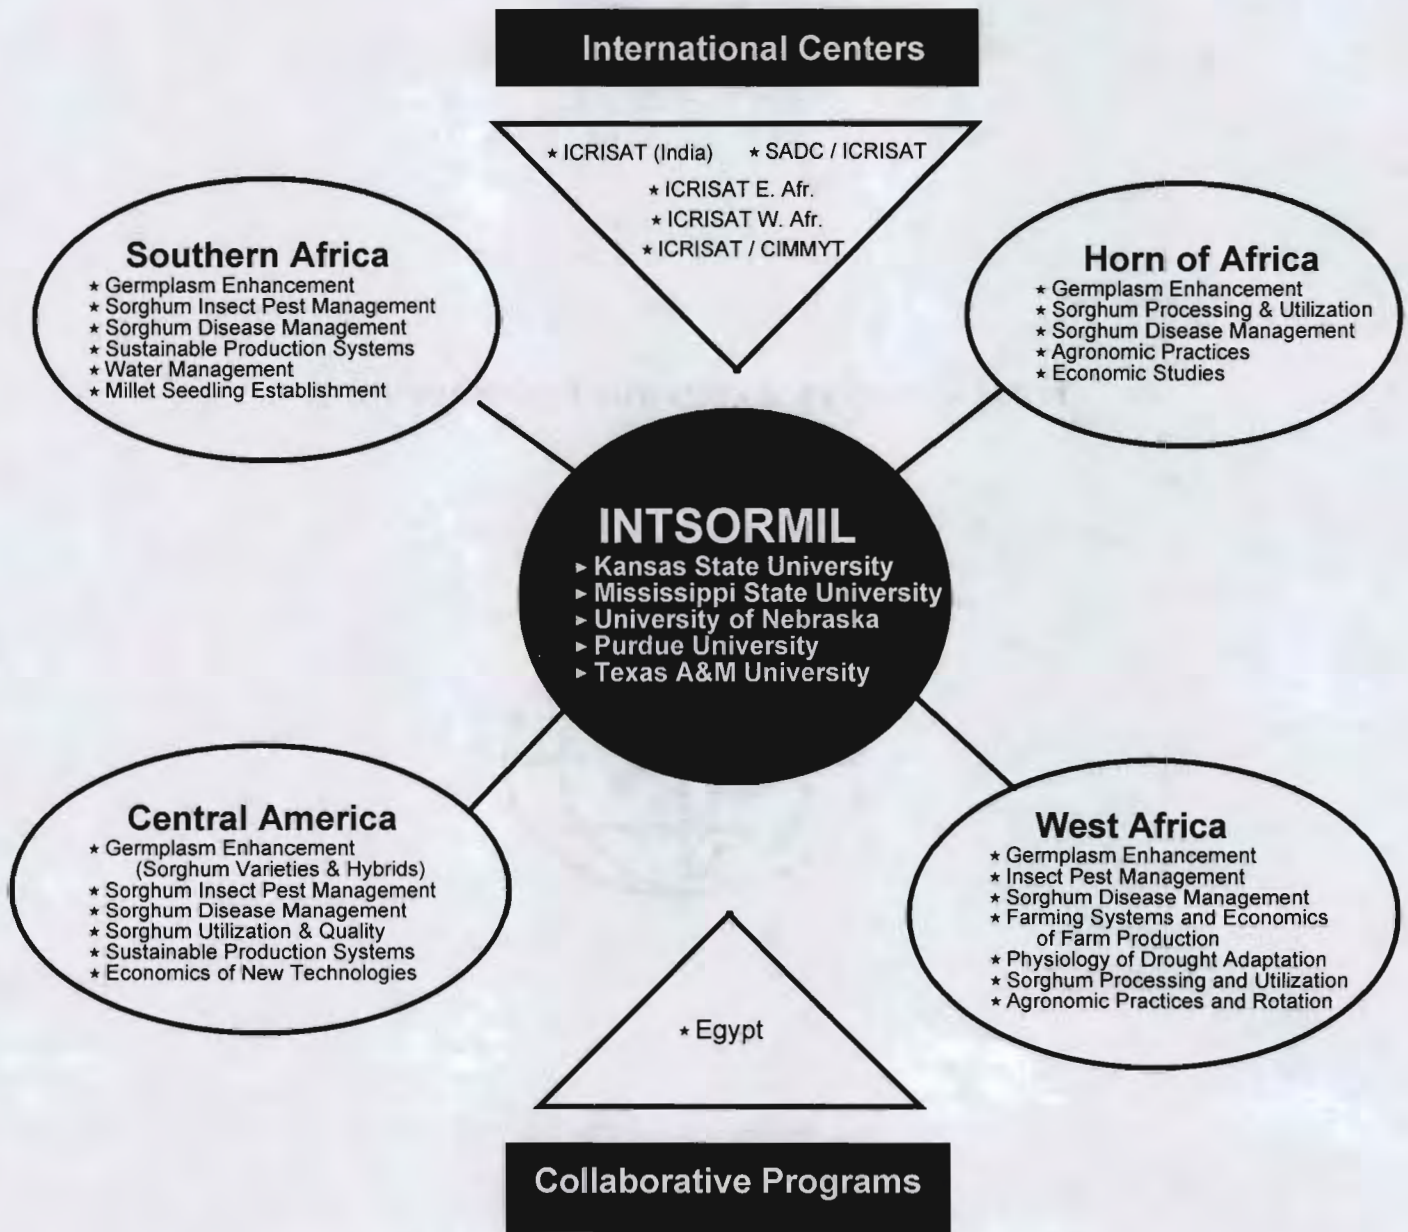 International Centers
★ ICRISAT (India) ★ SADC / ICRISAT
★ ICRISAT E. Afr.
★ ICRISAT W. Afr.
★ ICRISAT / CIMMYT
Southern Africa
★ Germplasm Enhancement
★ Sorghum Insect Pest Management
★ Sorghum Disease Management
★ Sustainable Production Systems
★ Water Management
★ Millet Seedling Establishment
Horn of Africa
★ Germplasm Enhancement
★ Sorghum Processing & Utilization
★ Sorghum Disease Management
★ Agronomic Practices
★ Economic Studies
INTSORMIL
► Kansas State University
► Mississippi State University
► University of Nebraska
► Purdue University
► Texas A&M University
Central America
★ Germplasm Enhancement
(Sorghum Varieties & Hybrids)
★ Sorghum Insect Pest Management
★ Sorghum Disease Management
★ Sorghum Utilization & Quality
★ Sustainable Production Systems
★ Economics of New Technologies
West Africa
★ Germplasm Enhancement
★ Insect Pest Management
★ Sorghum Disease Management
★ Farming Systems and Economics
of Farm Production
★ Physiology of Drought Adaptation
★ Sorghum Processing and Utilization
★ Agronomic Practices and Rotation
★ Egypt
Collaborative Programs